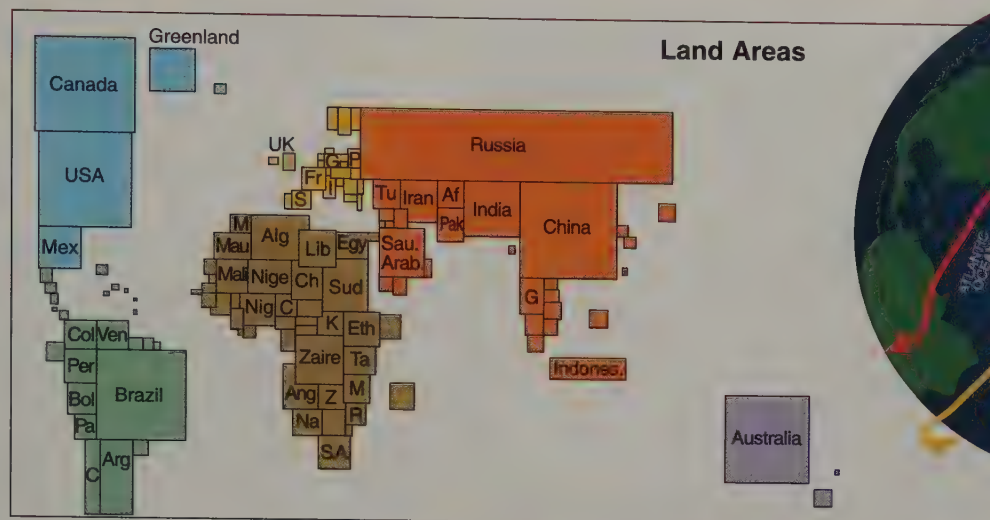 Land Areas
Greenland
Canada
USA
Mex
UK
G
P
Fr
I
S
Russia
Tu
Iran
Af
Pak
India
China
Sau.
Arab.
G
Indones.
M
Alg
Lib
Egy
Mau
Mali
Nige
Ch
Sud
Nig
C
K
Eth
Zaire
Ta
Ang
Z
M
Na
R
S.A
Col
Ven
Per
Brazil
Bol
Pa
C
Arg
Australia
ATLANTIC
OCEAN